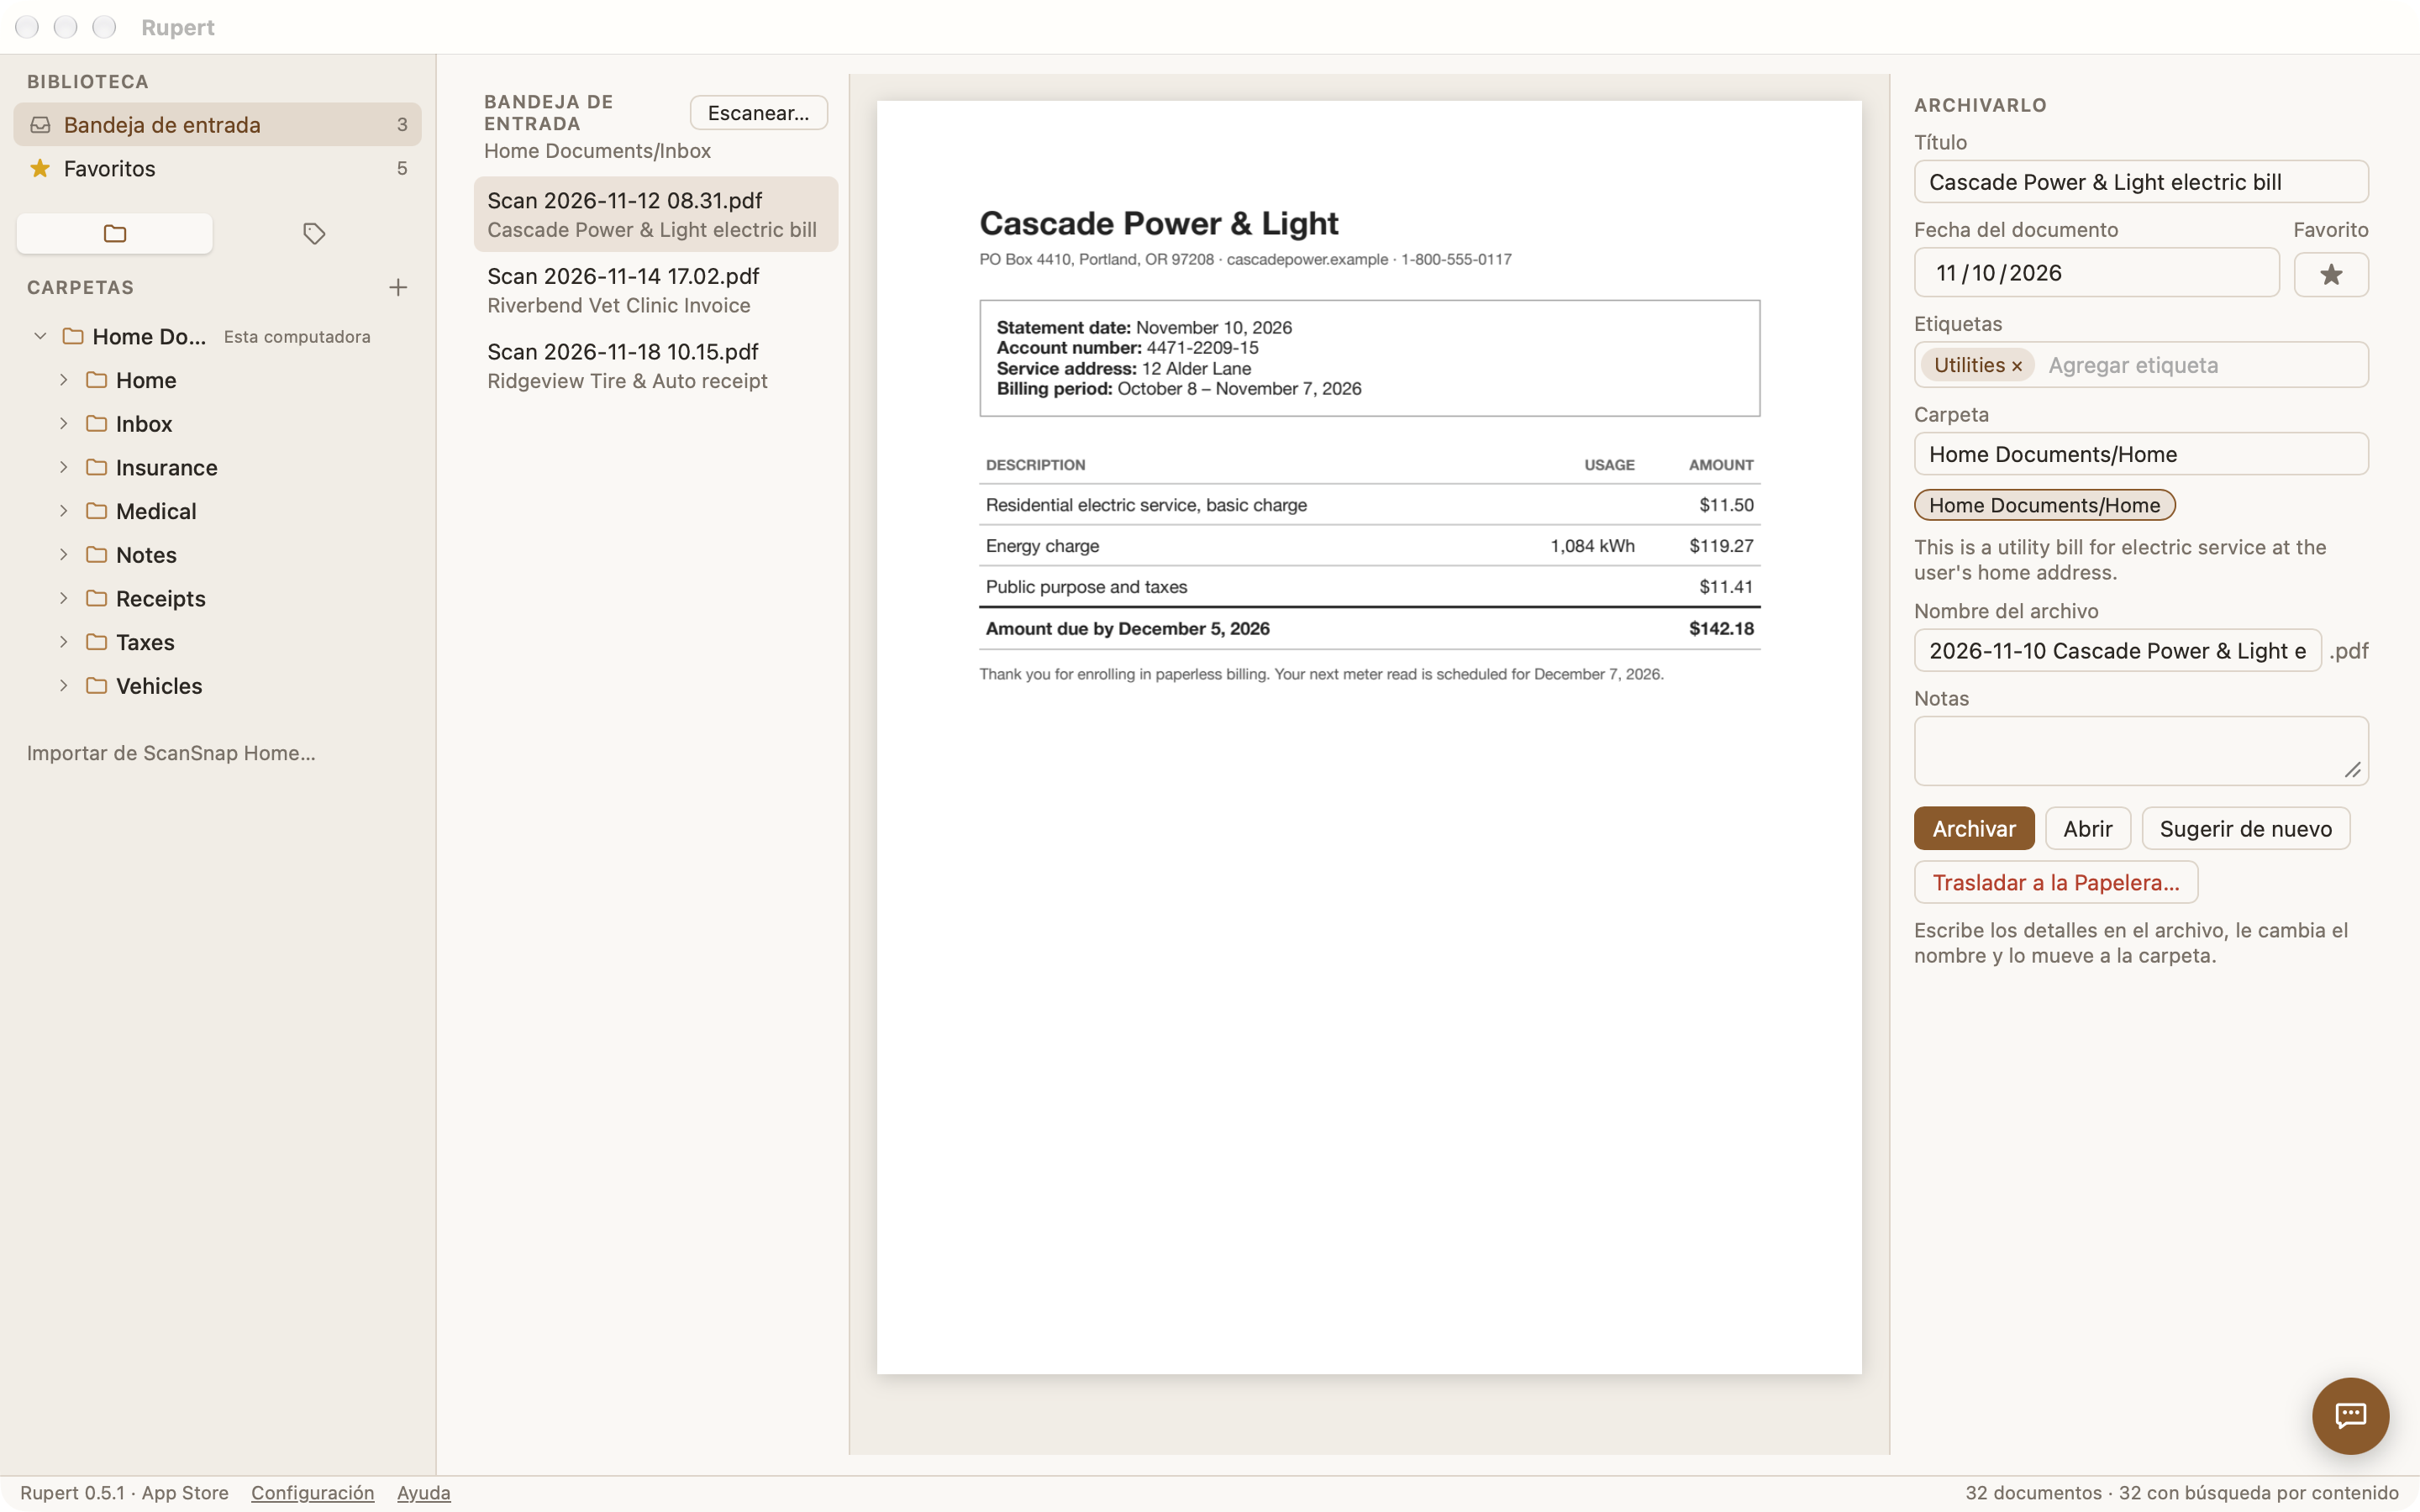 Rupert
BIBLIOTECA
Bandeja de entrada 3
Favoritos 5
CARPETAS
Home Do... Esta computadora
Home
Inbox
Insurance
Medical
Notes
Receipts
Taxes
Vehicles
Importar de ScanSnap Home...
BANDEJA DE
ENTRADA
Escanear...
Home Documents/Inbox
Scan 2026-11-12 08.31.pdf
Cascade Power & Light electric bill
Scan 2026-11-14 17.02.pdf
Riverbend Vet Clinic Invoice
Scan 2026-11-18 10.15.pdf
Ridgeview Tire & Auto receipt
Cascade Power & Light
PO Box 4410, Portland, OR 97208 · cascadepower.example · 1-800-555-0117
Statement date: November 10, 2026
Account number: 4471-2209-15
Service address: 12 Alder Lane
Billing period: October 8 – November 7, 2026
DESCRIPTION USAGE AMOUNT
Residential electric service, basic charge $11.50
Energy charge 1,084 kWh $119.27
Public purpose and taxes $11.41
Amount due by December 5, 2026 $142.18
Thank you for enrolling in paperless billing. Your next meter read is scheduled for December 7, 2026.
ARCHIVARLO
Título
Cascade Power & Light electric bill
Fecha del documento Favorito
11/10/2026
Etiquetas
Utilities × Agregar etiqueta
Carpeta
Home Documents/Home
Home Documents/Home
This is a utility bill for electric service at the
user's home address.
Nombre del archivo
2026-11-10 Cascade Power & Light e .pdf
Notas
Archivar Abrir Sugerir de nuevo
Trasladar a la Papelera...
Escribe los detalles en el archivo, le cambia el
nombre y lo mueve a la carpeta.
Rupert 0.5.1 · App Store Configuración Ayuda
32 documentos · 32 con búsqueda por contenido